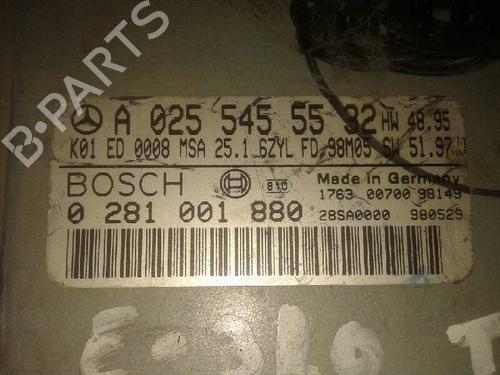 A 025 545 55 32 HW 48.95
K01 ED 0008 MSA 25.1 6ZYL FD 98M05 SW 51.97
BOSCH B10 Made in Germany
1763 00700 98149
0 281 001 880 28SA0000 980529
B-PARTS